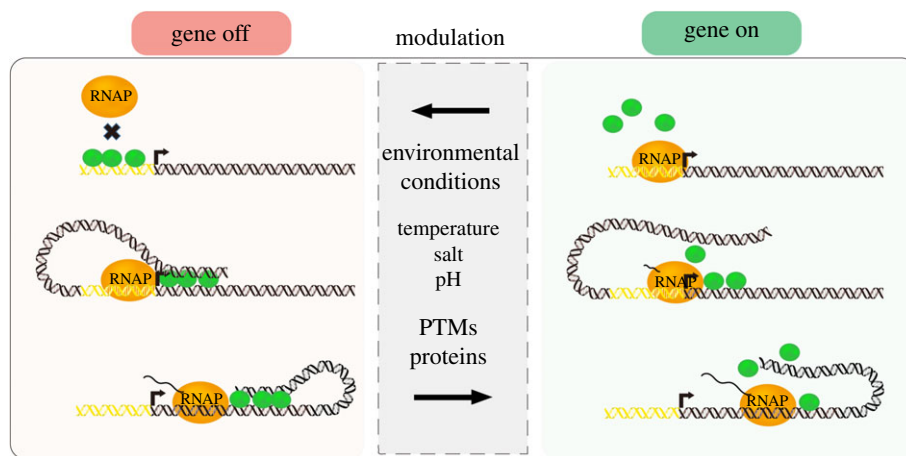 gene off
modulation
gene on
RNAP
RNAP
RNAP
environmental
conditions
temperature
salt
pH
PTMs
proteins
RNAP
RNAP
RNAP